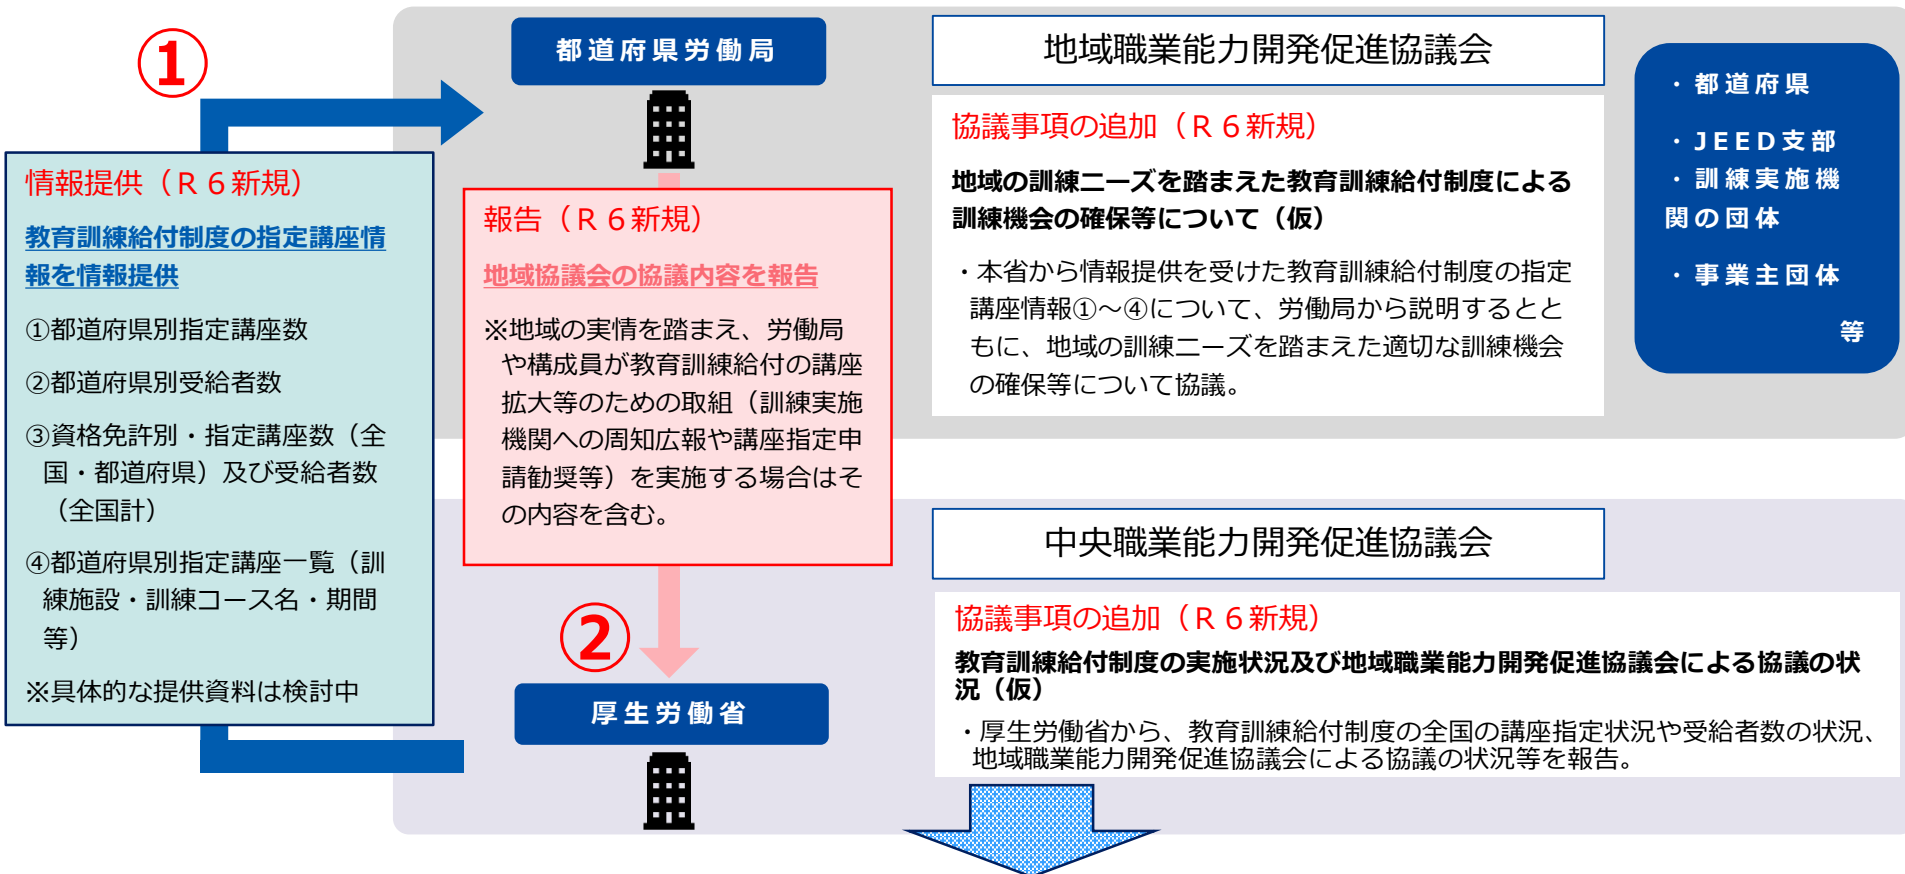 ①
都道府県労働局
地域職業能力開発促進協議会
・都道府県
・JEED支部
・訓練実施機
関の団体
・事業主団体
等
協議事項の追加（Ｒ６新規）
地域の訓練ニーズを踏まえた教育訓練給付制度による
訓練機会の確保等について（仮）
・本省から情報提供を受けた教育訓練給付制度の指定
講座情報①～④について、労働局から説明するとと
もに、地域の訓練ニーズを踏まえた適切な訓練機会
の確保等について協議。
情報提供（Ｒ６新規）
教育訓練給付制度の指定講座情
報を情報提供
①都道府県別指定講座数
②都道府県別受給者数
③資格免許別・指定講座数（全
国・都道府県）及び受給者数
（全国計）
④都道府県別指定講座一覧（訓
練施設・訓練コース名・期間
等）
※具体的な提供資料は検討中
報告（Ｒ６新規）
地域協議会の協議内容を報告
※地域の実情を踏まえ、労働局
や構成員が教育訓練給付の講座
拡大等のための取組（訓練実施
機関への周知広報や講座指定申
請勧奨等）を実施する場合はそ
の内容を含む。
②
厚生労働省
中央職業能力開発促進協議会
協議事項の追加（Ｒ６新規）
教育訓練給付制度の実施状況及び地域職業能力開発促進協議会による協議の状
況（仮）
・厚生労働省から、教育訓練給付制度の全国の講座指定状況や受給者数の状況、
地域職業能力開発促進協議会による協議の状況等を報告。